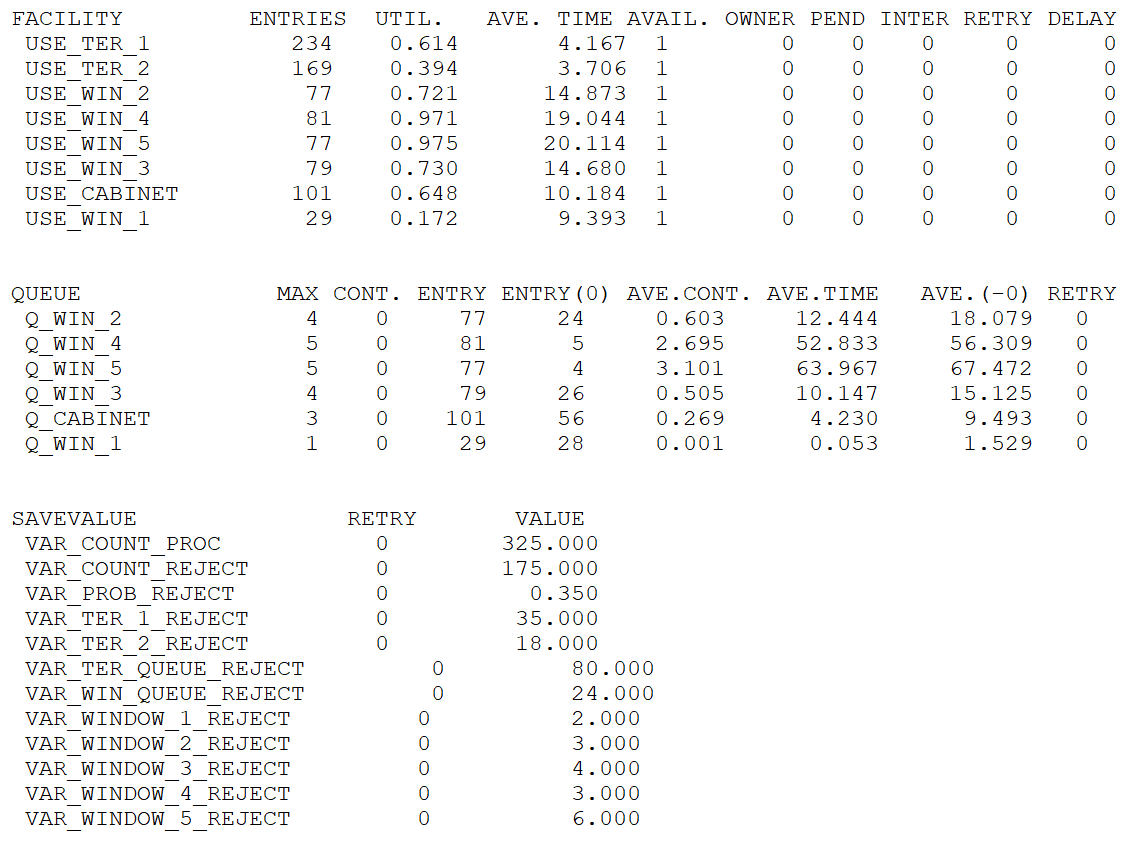 FACILITY ENTRIES UTIL. AVE. TIME AVAIL. OWNER PEND INTER RETRY DELAY
USE_TER_1 234 0.614 4.167 1 0 0 0 0 0
USE_TER_2 169 0.394 3.706 1 0 0 0 0 0
USE_WIN_2 77 0.721 14.873 1 0 0 0 0 0
USE_WIN_4 81 0.971 19.044 1 0 0 0 0 0
USE_WIN_5 77 0.975 20.114 1 0 0 0 0 0
USE_WIN_3 79 0.730 14.680 1 0 0 0 0 0
USE_CABINET 101 0.648 10.184 1 0 0 0 0 0
USE_WIN_1 29 0.172 9.393 1 0 0 0 0 0
QUEUE MAX CONT. ENTRY ENTRY(0) AVE.CONT. AVE.TIME AVE.(-0) RETRY
Q_WIN_2 4 0 77 24 0.603 12.444 18.079 0
Q_WIN_4 5 0 81 5 2.695 52.833 56.309 0
Q_WIN_5 5 0 77 4 3.101 63.967 67.472 0
Q_WIN_3 4 0 79 26 0.505 10.147 15.125 0
Q_CABINET 3 0 101 56 0.269 4.230 9.493 0
Q_WIN_1 1 0 29 28 0.001 0.053 1.529 0
SAVEVALUE RETRY VALUE
VAR_COUNT_PROC 0 325.000
VAR_COUNT_REJECT 0 175.000
VAR_PROB_REJECT 0 0.350
VAR_TER_1_REJECT 0 35.000
VAR_TER_2_REJECT 0 18.000
VAR_TER_QUEUE_REJECT 0 80.000
VAR_WIN_QUEUE_REJECT 0 24.000
VAR_WINDOW_1_REJECT 0 2.000
VAR_WINDOW_2_REJECT 0 3.000
VAR_WINDOW_3_REJECT 0 4.000
VAR_WINDOW_4_REJECT 0 3.000
VAR_WINDOW_5_REJECT 0 6.000